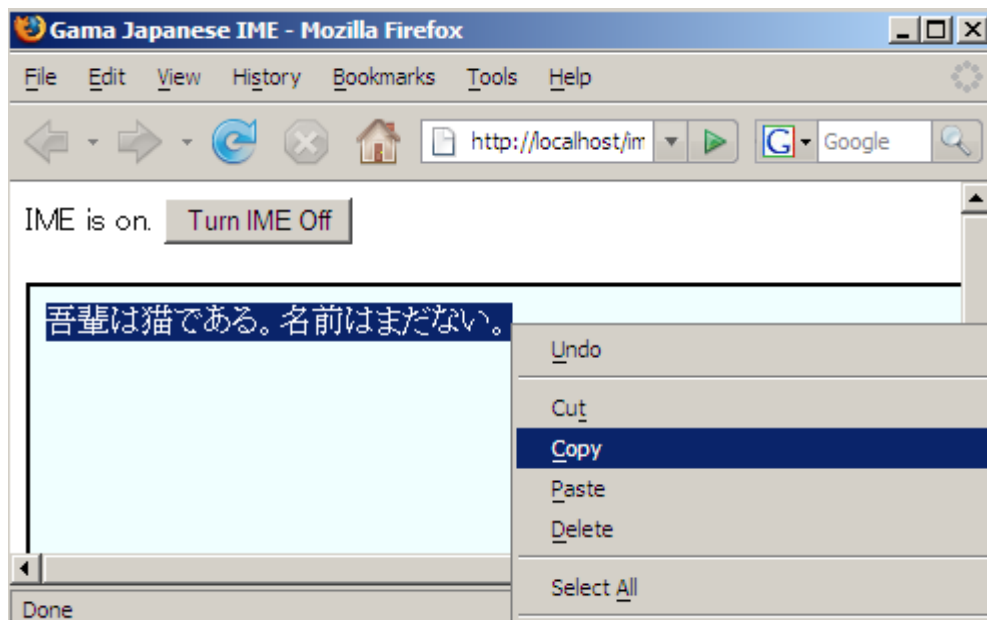 Gama Japanese IME - Mozilla Firefox
File Edit View History Bookmarks Tools Help
http://localhost/im G Google
IME is on. Turn IME Off
吾輩は猫である。名前はまだない。
Undo
Cut
Copy
Paste
Delete
Select All
Done